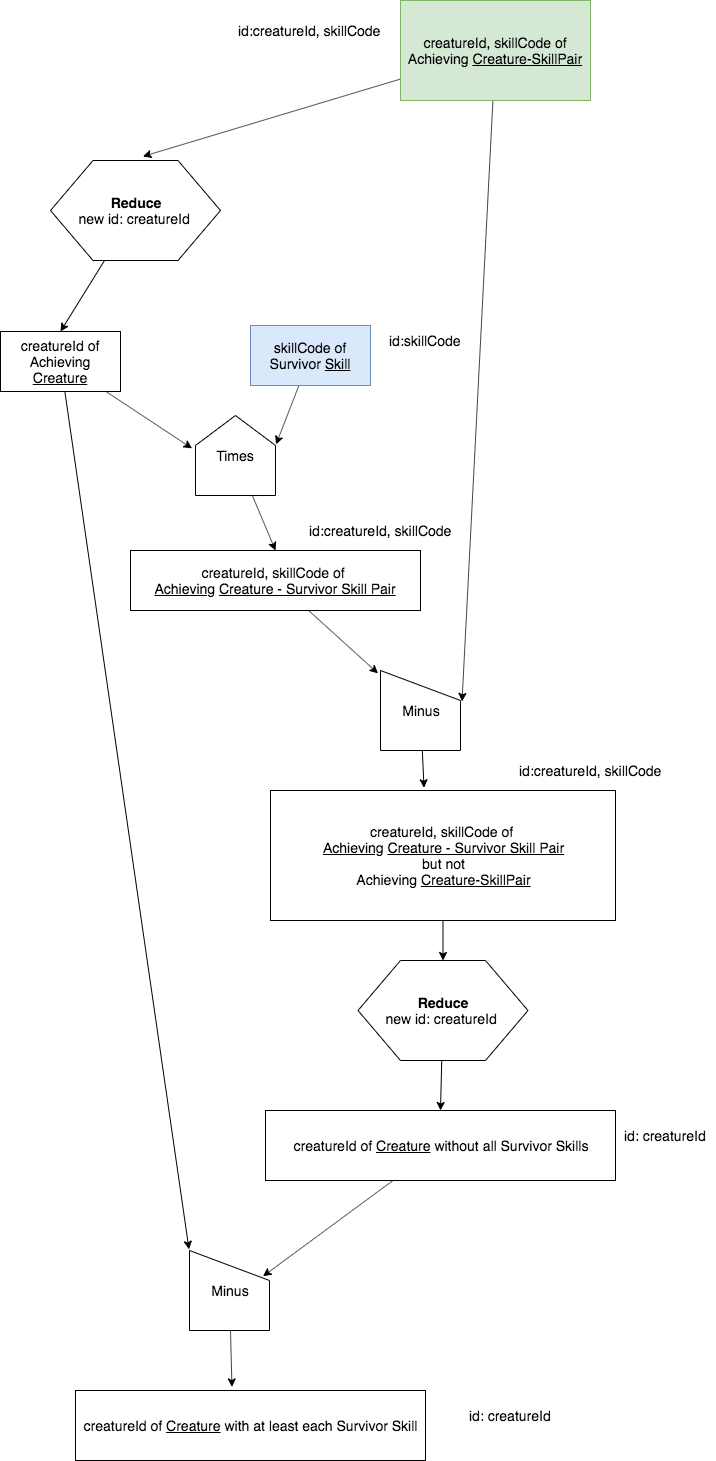 id:creatureId, skillCode
creatureId, skillCode of
Achieving Creature-SkillPair
Reduce
new id: creatureId
creatureId of
Achieving
Creature
skillCode of
Survivor Skill
id:skillCode
Times
id:creatureId, skillCode
creatureId, skillCode of
Achieving Creature - Survivor Skill Pair
Minus
id:creatureId, skillCode
creatureId, skillCode of
Achieving Creature - Survivor Skill Pair
but not
Achieving Creature-SkillPair
Reduce
new id: creatureId
creatureId of Creature without all Survivor Skills
id: creatureId
Minus
creatureId of Creature with at least each Survivor Skill
id: creatureId